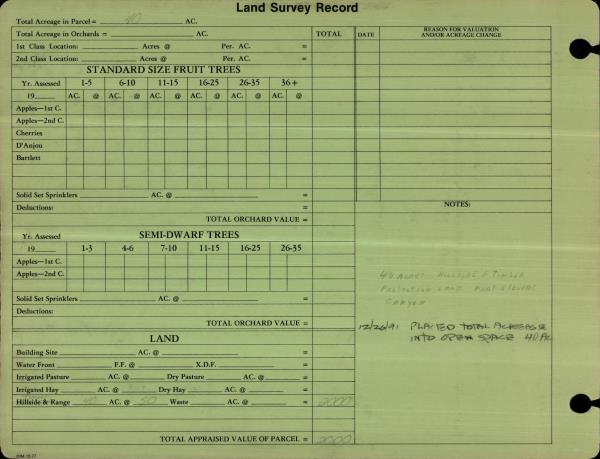 Land Survey Record
Total Acreage in Parcel = 40 AC.
Total Acreage in Orchards = AC. TOTAL DATE REASON FOR VALUATION AND/OR ACREAGE CHANGE
1st Class Location: Acres @ Per. AC. =
2nd Class Location: Acres @ Per. AC. =
STANDARD SIZE FRUIT TREES
Yr. Assessed 1-5 6-10 11-15 16-25 26-35 36+
19 AC. @ AC. @ AC. @ AC. @ AC. @ AC. @
Apples—1st C.
Apples—2nd C.
Cherries
D'Anjou
Bartlett
Solid Set Sprinklers AC. @ =
Deductions: =
TOTAL ORCHARD VALUE =
NOTES:
SEMI-DWARF TREES
Yr. Assessed
19 1-3 4-6 7-10 11-15 16-25 26-35
Apples—1st C.
Apples—2nd C.
Solid Set Sprinklers AC. @ =
Deductions:
TOTAL ORCHARD VALUE =
40 ACRES HILLSIDE & TIMBER
LAND
CANYON
12/26/91 PLACED TOTAL ACREAGE
INTO OPEN SPACE 40 AC
LAND
Building Site AC. @ =
Water Front F.F. @ X.D.F. =
Irrigated Pasture AC. @ Dry Pasture AC. @ =
Irrigated Hay AC. @ Dry Hay AC. @ =
Hillside & Range 40 AC. @ 50 Waste AC. @ = 2000
TOTAL APPRAISED VALUE OF PARCEL = 2000